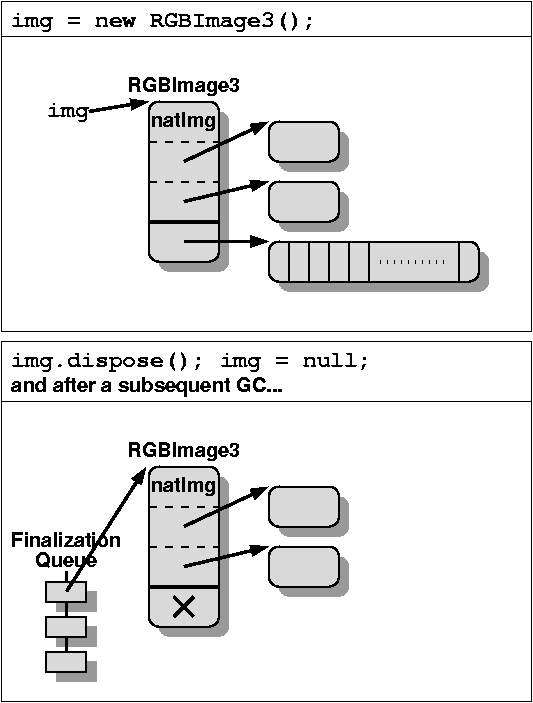 img = new RGBImage3();
RGBImage3
img
natImg
img.dispose(); img = null;
and after a subsequent GC...
RGBImage3
natImg
Finalization
Queue